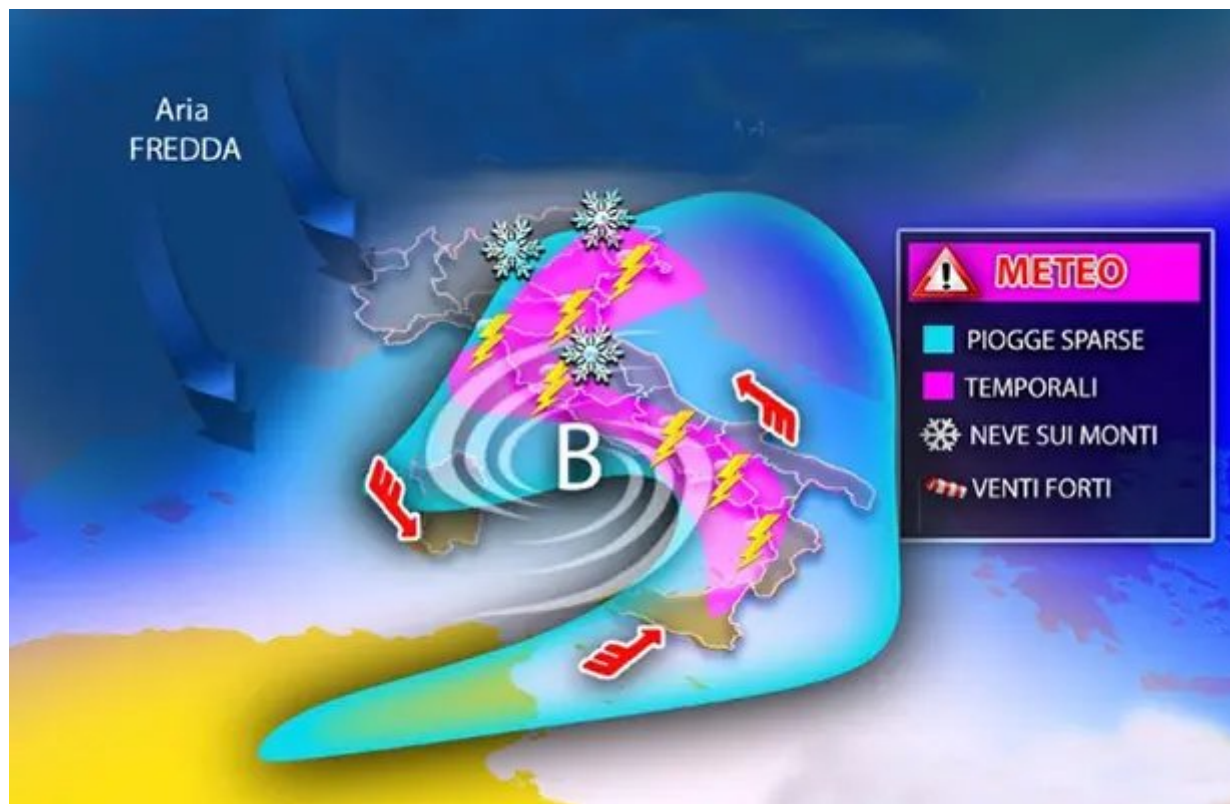 Aria
FREDDA
B
METEO
PIOGGE SPARSE
TEMPORALI
NEVE SUI MONTI
VENTI FORTI